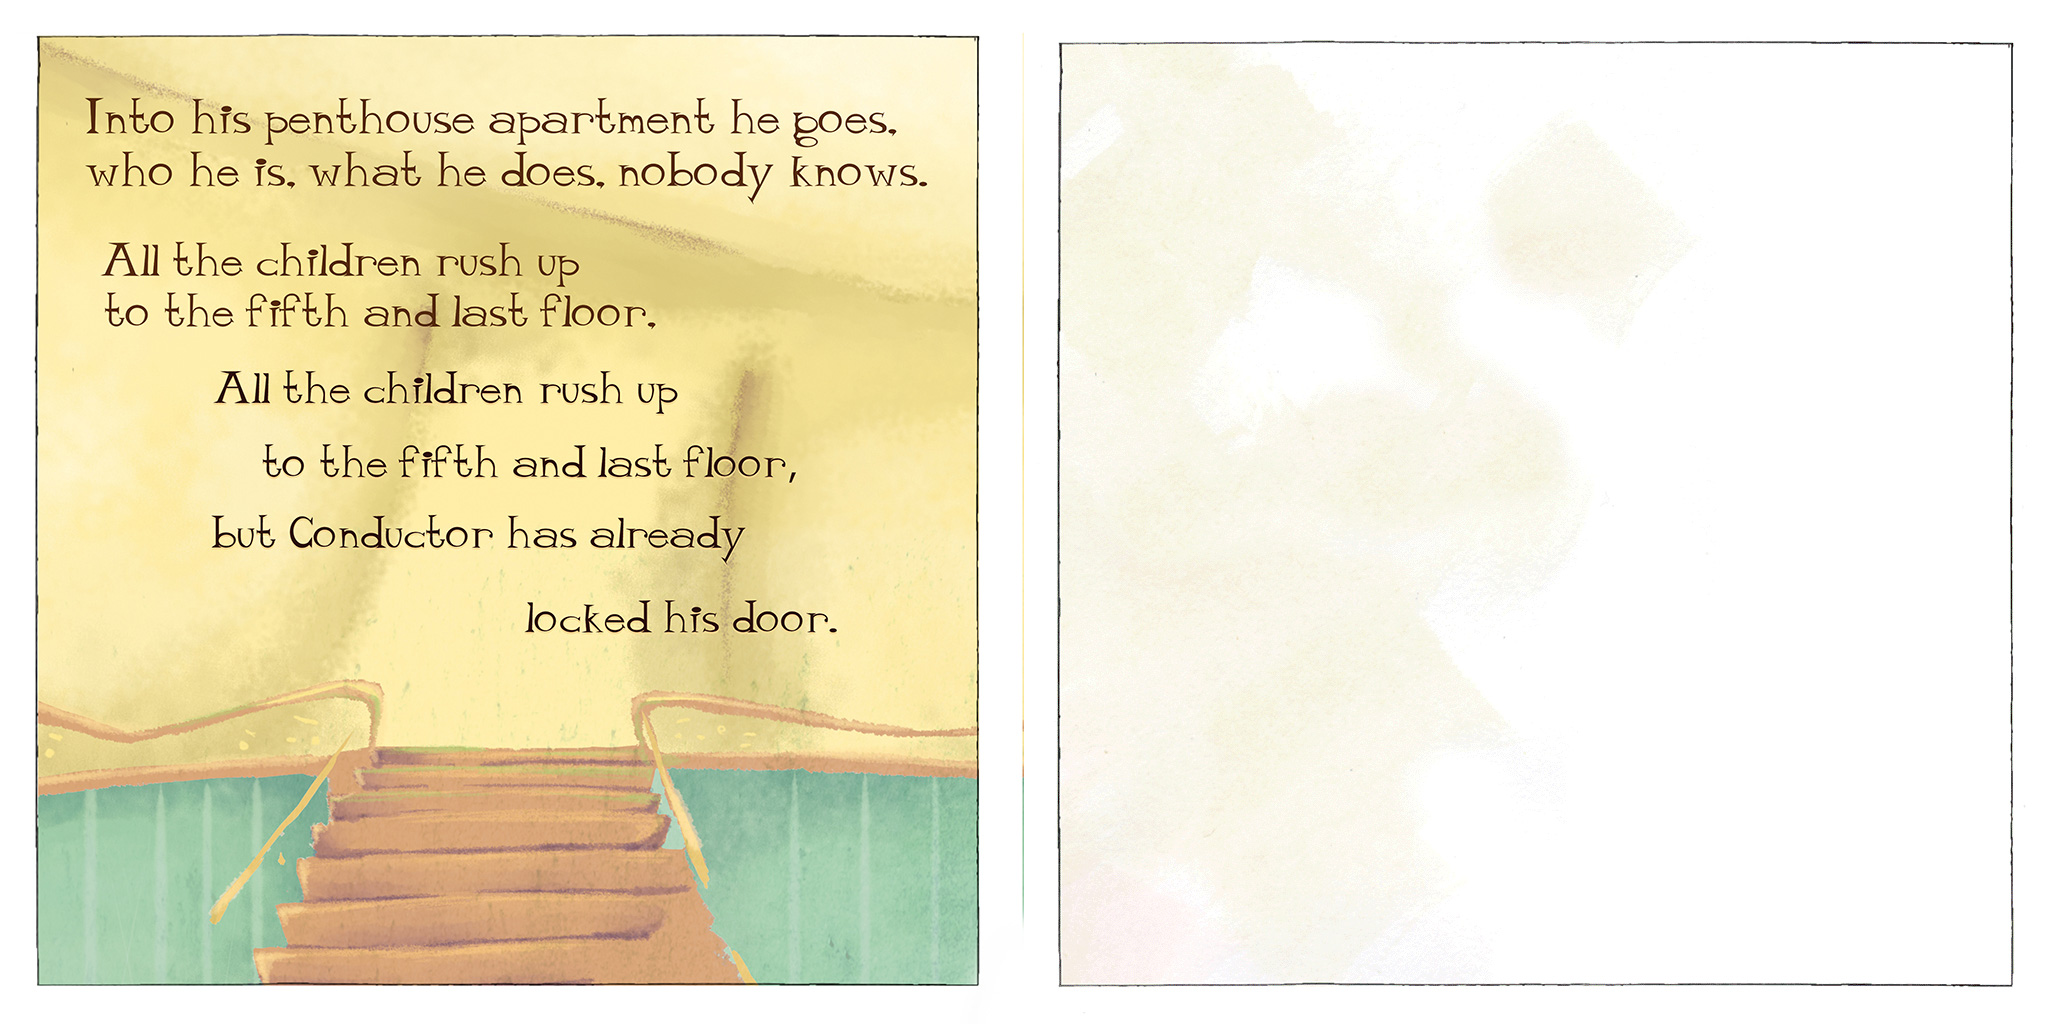 Into his penthouse apartment he goes,
who he is, what he does, nobody knows.
All the children rush up
to the fifth and last floor,
All the children rush up
to the fifth and last floor,
but Conductor has already
locked his door.